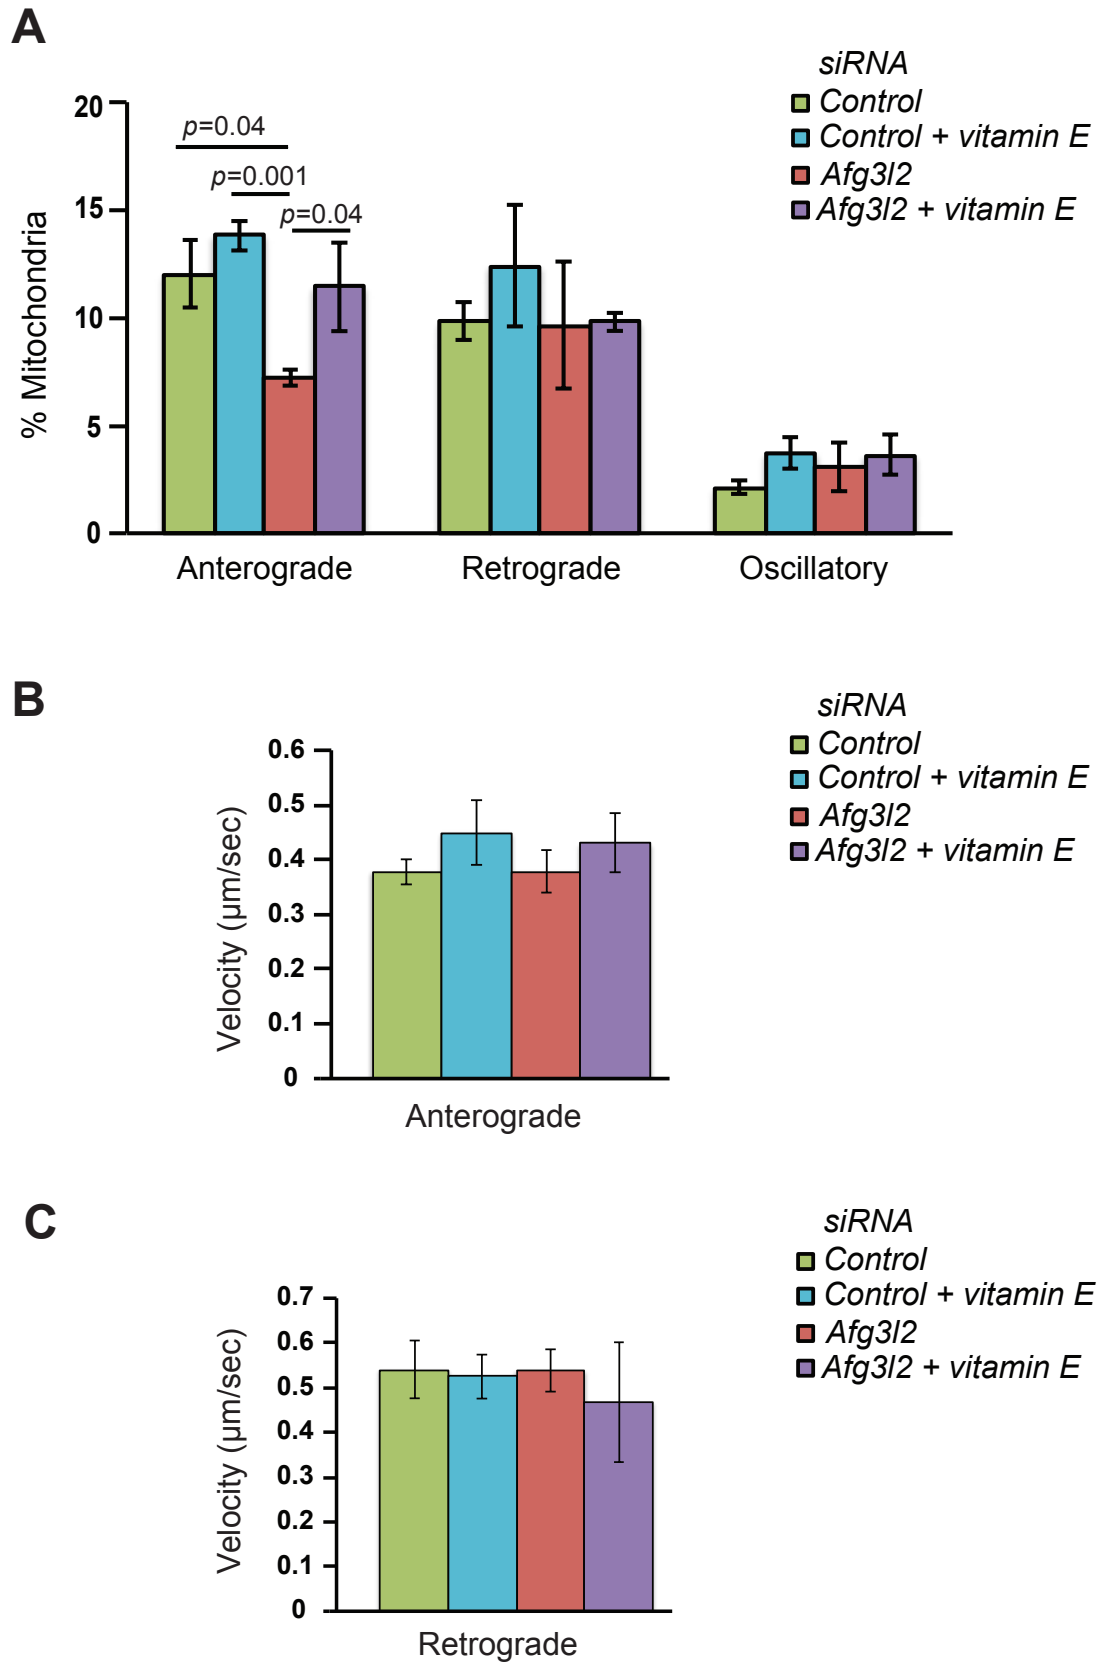 A
siRNA
Control
Control + vitamin E
Afg3l2
Afg3l2 + vitamin E
20
15
10
5
0
% Mitochondria
p=0.04
p=0.001
p=0.04
Anterograde
Retrograde
Oscillatory
B
siRNA
Control
Control + vitamin E
Afg3l2
Afg3l2 + vitamin E
0.6
0.5
0.4
0.3
0.2
0.1
0
Velocity (µm/sec)
Anterograde
C
siRNA
Control
Control + vitamin E
Afg3l2
Afg3l2 + vitamin E
0.7
0.6
0.5
0.4
0.3
0.2
0.1
0
Velocity (µm/sec)
Retrograde